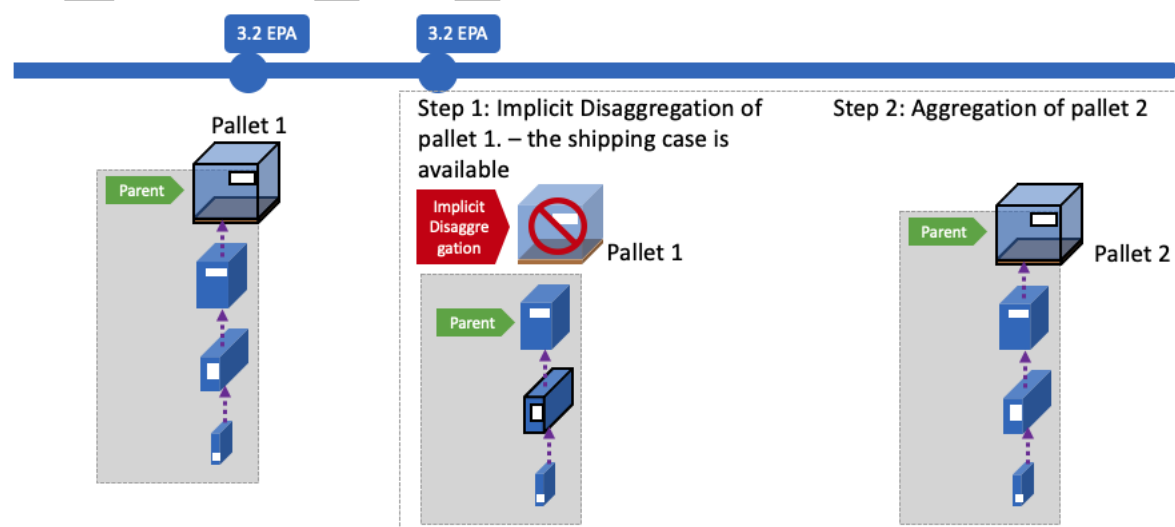 3.2 EPA
3.2 EPA
Pallet 1
Parent
Step 1: Implicit Disaggregation of
pallet 1. – the shipping case is
available
Implicit
Disaggre
gation
Pallet 1
Parent
Step 2: Aggregation of pallet 2
Parent
Pallet 2